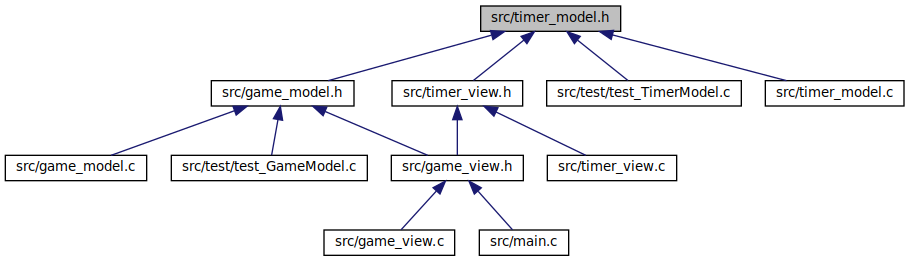 src/timer_model.h
src/game_model.h
src/timer_view.h
src/test/test_TimerModel.c
src/timer_model.c
src/game_model.c
src/test/test_GameModel.c
src/game_view.h
src/timer_view.c
src/game_view.c
src/main.c